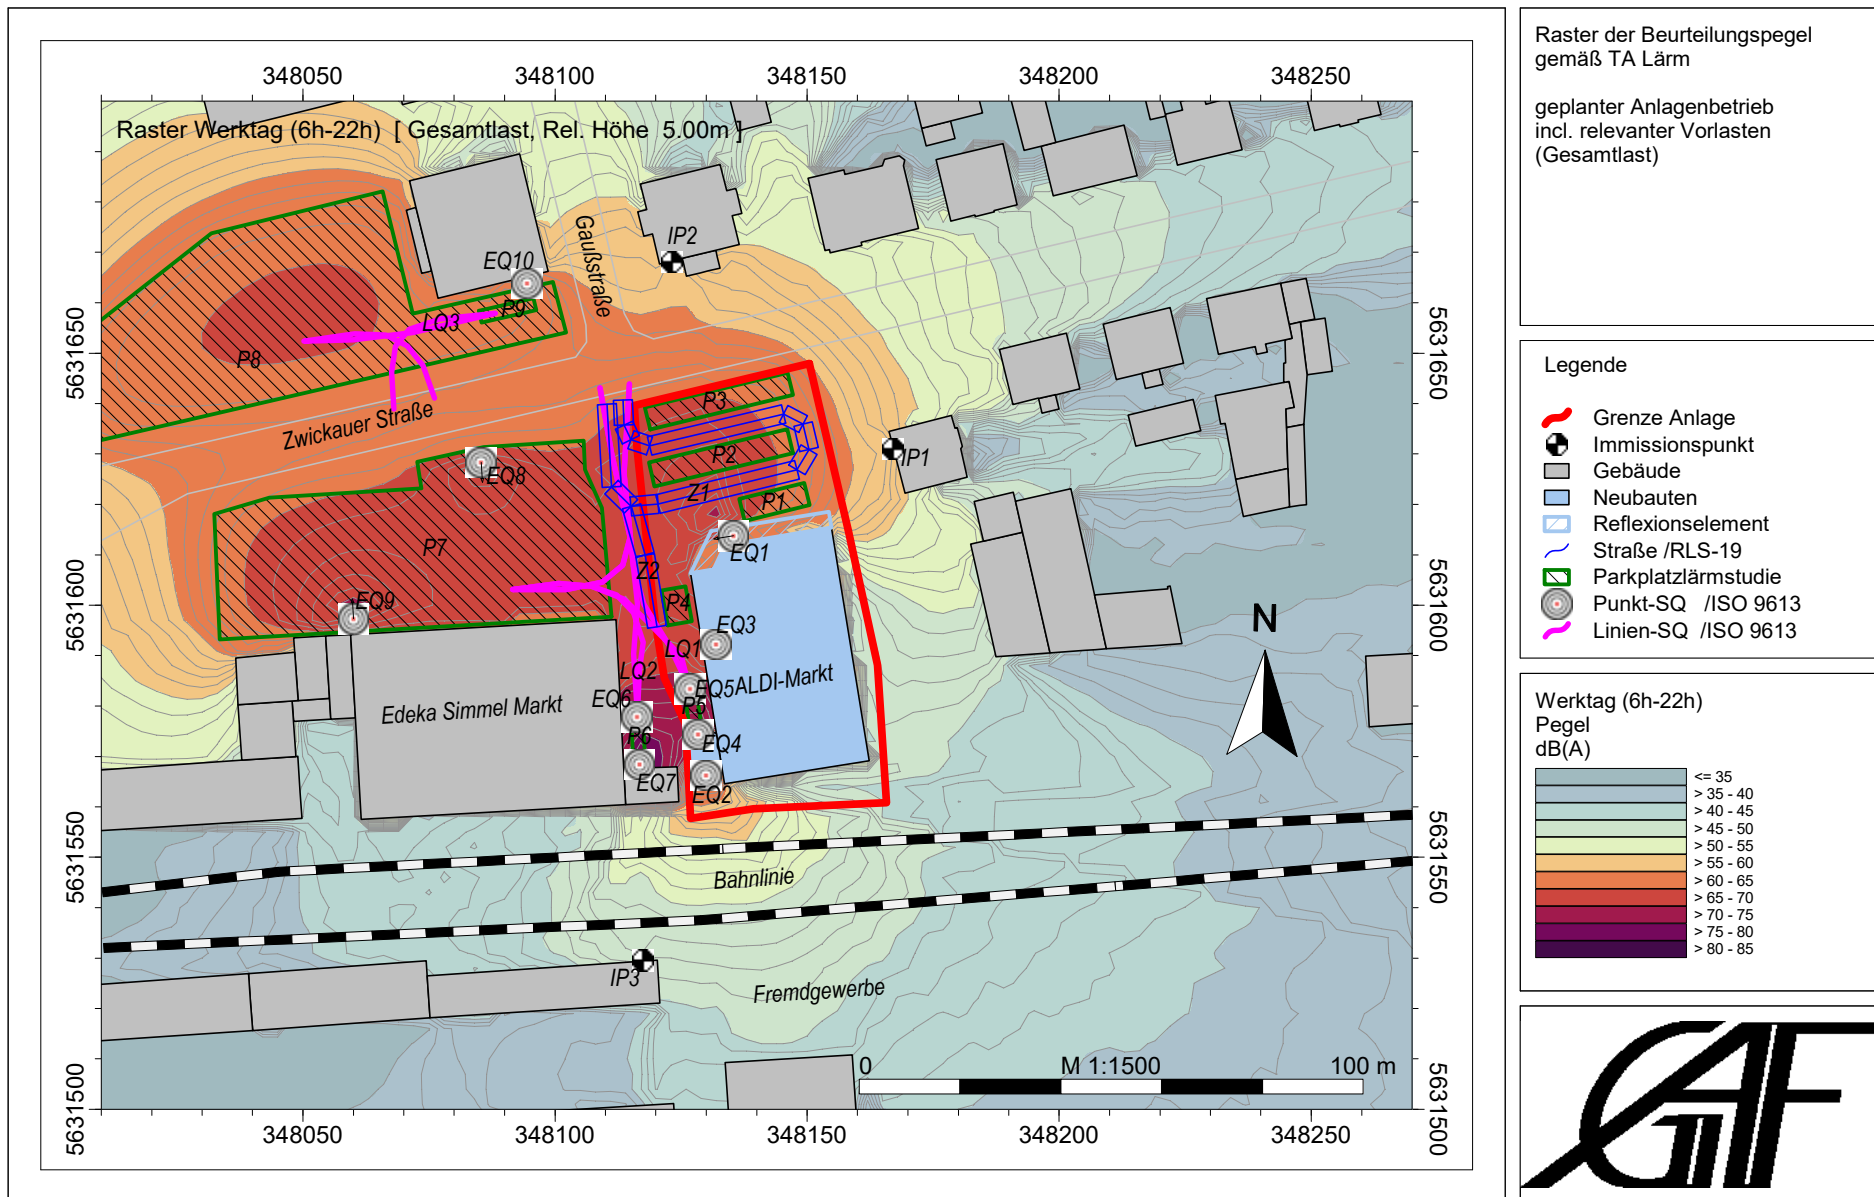 348050 348100 348150 348200 348250
Raster Werktag (6h-22h) [ Gesamtlast, Rel. Höhe 5.00m ]
IP2
Gaußstraße
EQ10
P9
LQ3
P8
5631650
5631650
Zwickauer Straße
P3
P2
IP1
EQ8
Z1
P1
P7
EQ1
Z2
EQ9
P4
5631600
5631600
N
EQ3
LQ1
LQ2
EQ5
ALDI-Markt
EQ6
P5
Edeka Simmel Markt
P6
EQ4
EQ7
EQ2
5631550
5631550
Bahnlinie
IP3
Fremdgewerbe
0 M 1:1500 100 m
5631500
5631500
348050 348100 348150 348200 348250
Raster der Beurteilungspegel
gemäß TA Lärm
geplanter Anlagenbetrieb
incl. relevanter Vorlasten
(Gesamtlast)
Legende
Grenze Anlage
Immissionspunkt
Gebäude
Neubauten
Reflexionselement
Straße /RLS-19
Parkplatzlärmstudie
Punkt-SQ /ISO 9613
Linien-SQ /ISO 9613
Werktag (6h-22h)
Pegel
dB(A)
<= 35
> 35 - 40
> 40 - 45
> 45 - 50
> 50 - 55
> 55 - 60
> 60 - 65
> 65 - 70
> 70 - 75
> 75 - 80
> 80 - 85
GAF